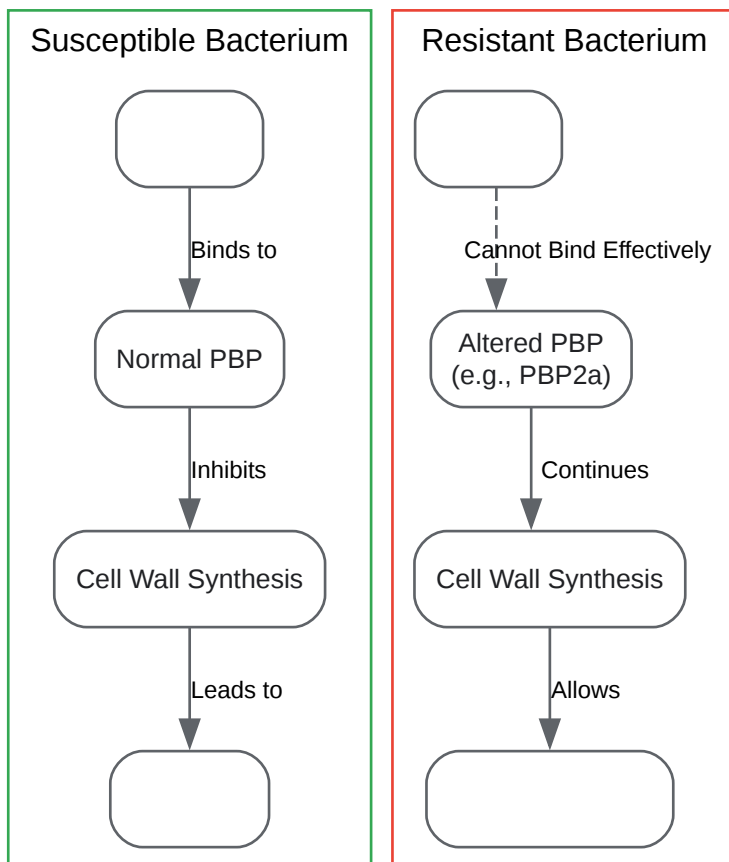 Susceptible Bacterium
Binds to
Normal PBP
Inhibits
Cell Wall Synthesis
Leads to
Resistant Bacterium
Cannot Bind Effectively
Altered PBP
(e.g., PBP2a)
Continues
Cell Wall Synthesis
Allows